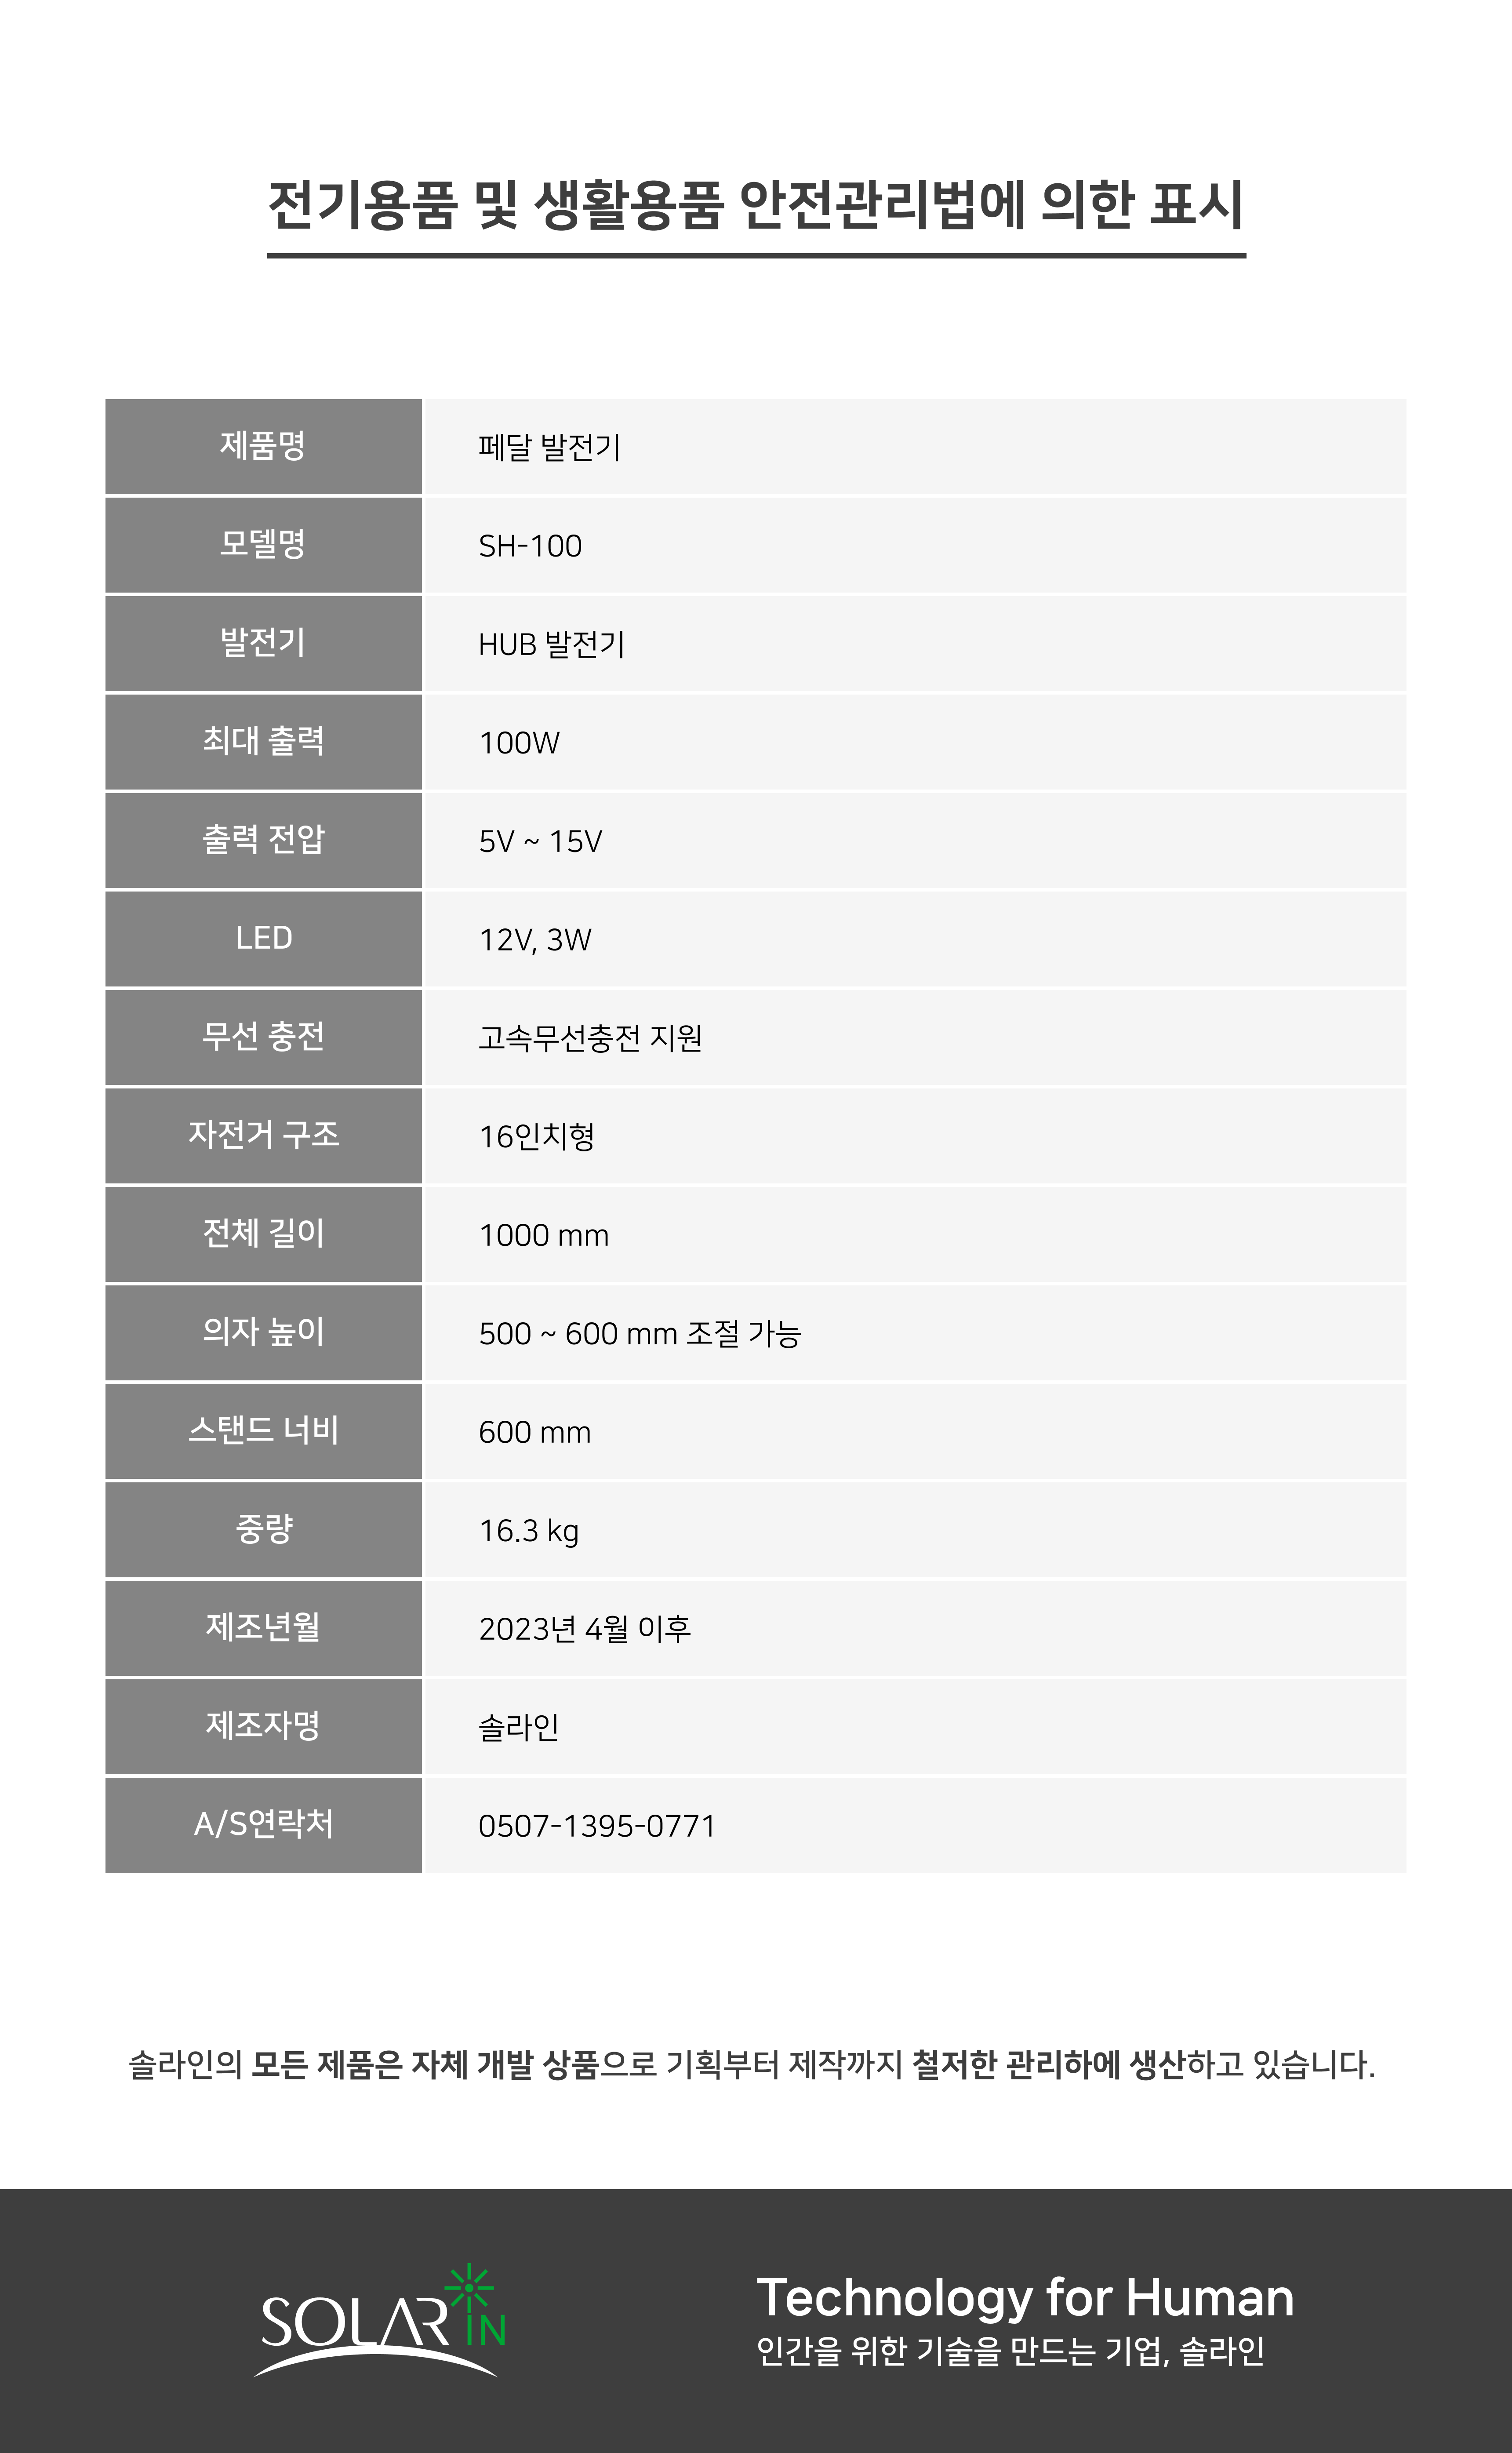 전기용품 및 생활용품 안전관리법에 의한 표시
제품명 페달 발전기
모델명 SH-100
발전기 HUB 발전기
최대 출력 100W
출력 전압 5V ~ 15V
LED 12V, 3W
무선 충전 고속무선충전 지원
자전거 구조 16인치형
전체 길이 1000 mm
의자 높이 500 ~ 600 mm 조절 가능
스탠드 너비 600 mm
중량 16.3 kg
제조년월 2023년 4월 이후
제조자명 솔라인
A/S연락처 0507-1395-0771
솔라인의 모든 제품은 자체 개발 상품으로 기획부터 제작까지 철저한 관리하에 생산하고 있습니다.
SOLAR IN
Technology for Human
인간을 위한 기술을 만드는 기업, 솔라인